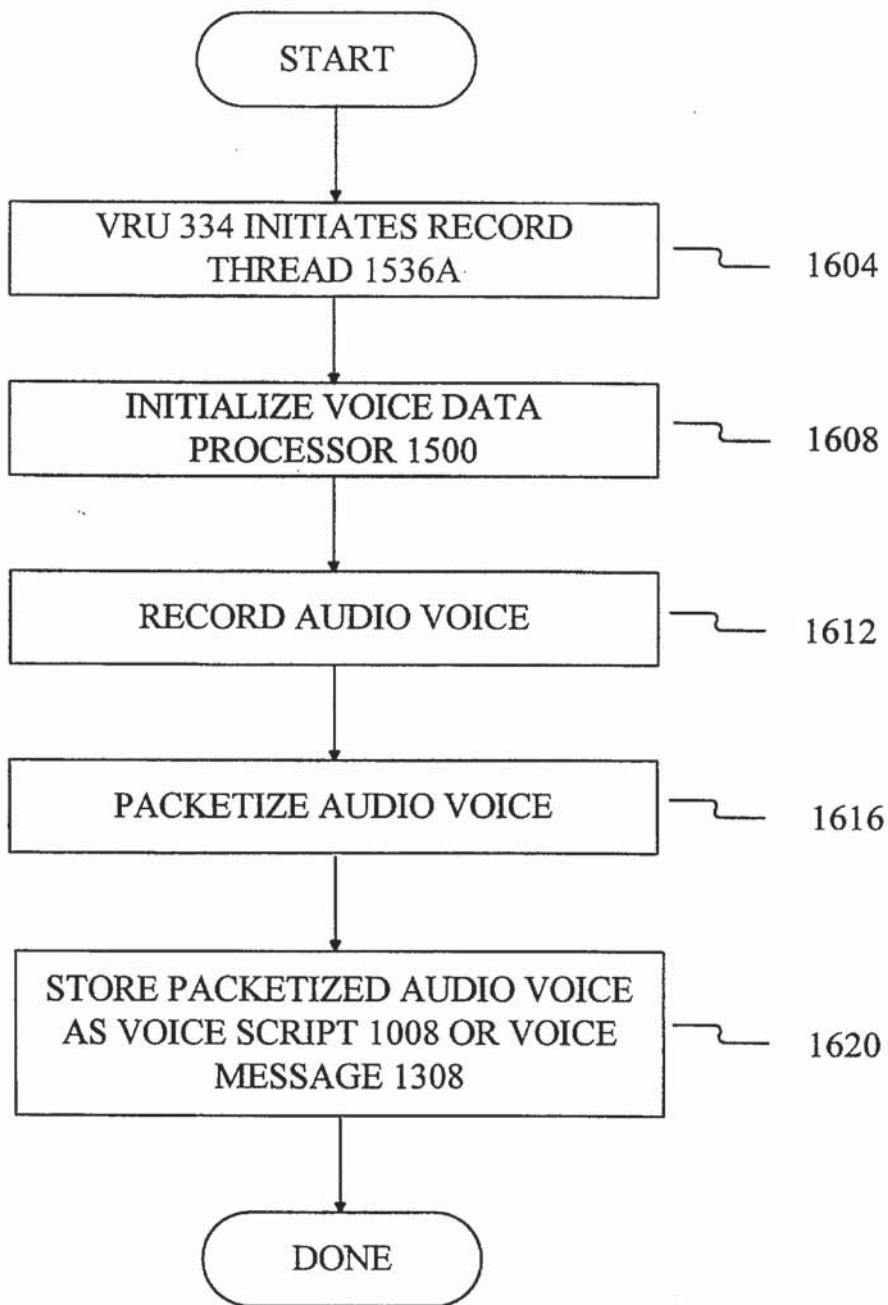 START
VRU 334 INITIATES RECORD
THREAD 1536A
1604
INITIALIZE VOICE DATA
PROCESSOR 1500
1608
RECORD AUDIO VOICE
1612
PACKETIZE AUDIO VOICE
1616
STORE PACKETIZED AUDIO VOICE
AS VOICE SCRIPT 1008 OR VOICE
MESSAGE 1308
1620
DONE